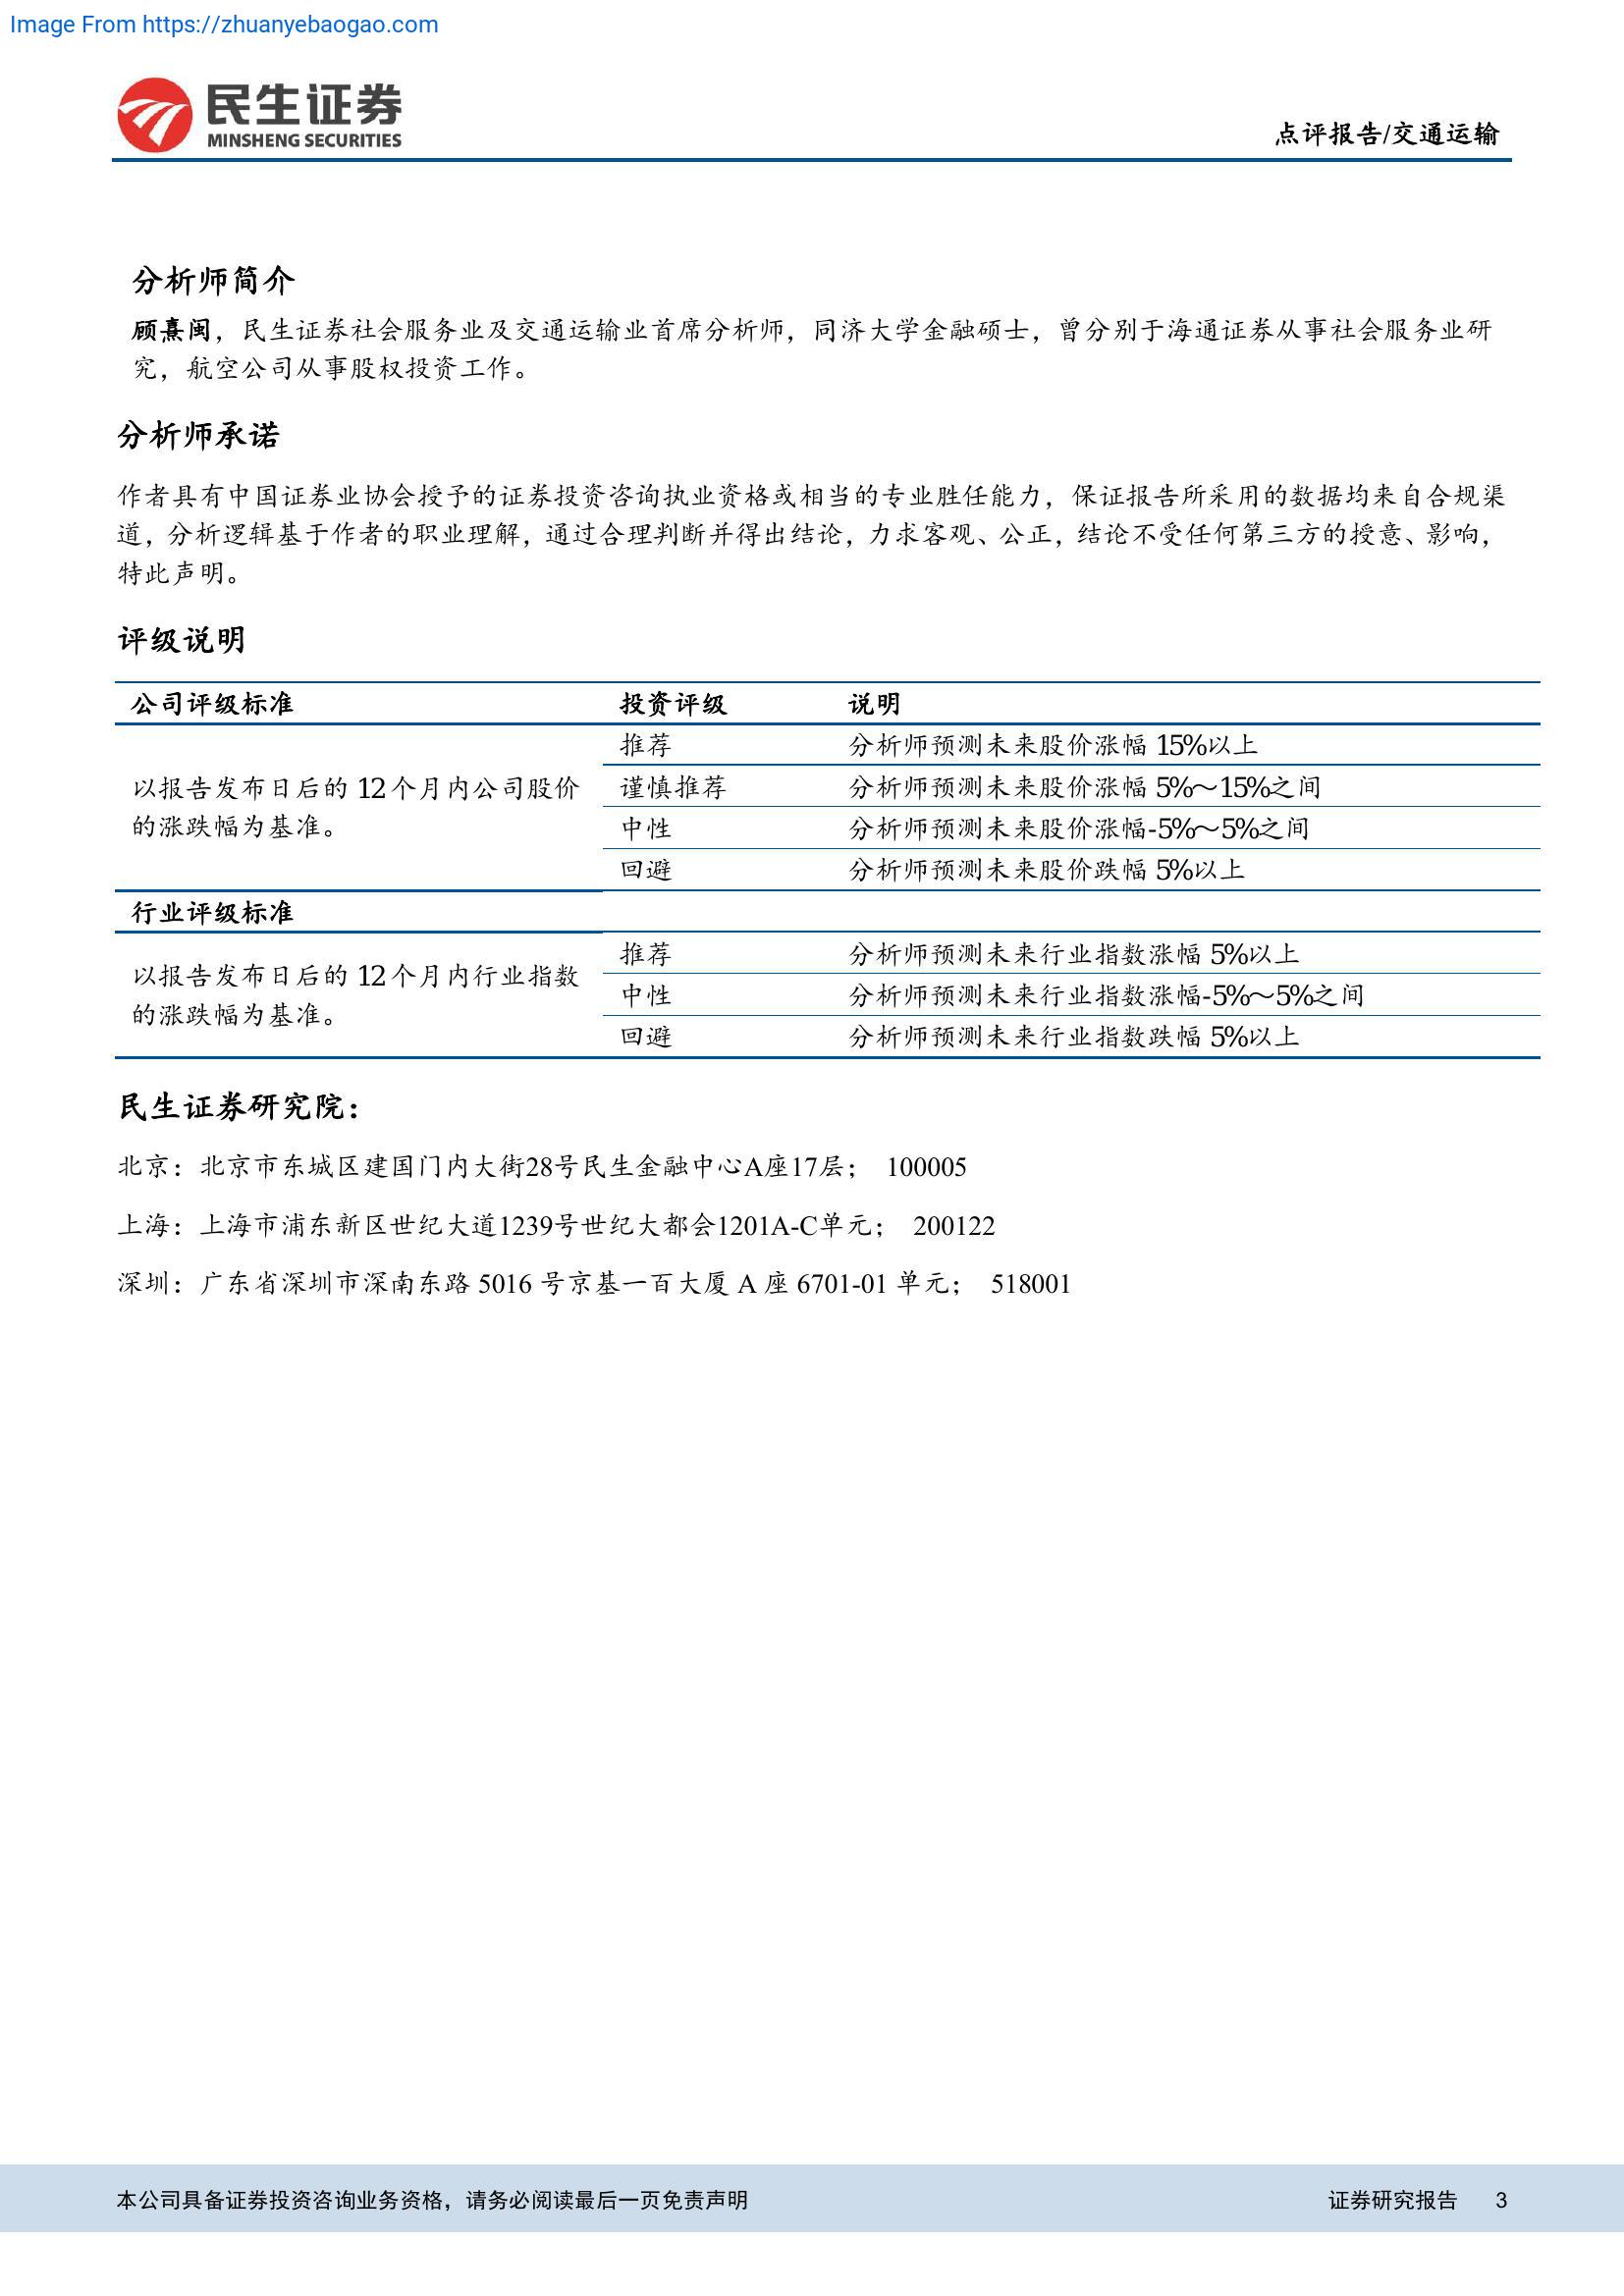 Image From https://zhuanyebaogao.com
民生证券
MINSHENG SECURITIES
点评报告/交通运输
分析师简介
顾熹闽，民生证券社会服务业及交通运输业首席分析师，同济大学金融硕士，曾分别于海通证券从事社会服务业研
究，航空公司从事股权投资工作。
分析师承诺
作者具有中国证券业协会授予的证券投资咨询执业资格或相当的专业胜任能力，保证报告所采用的数据均来自合规渠
道，分析逻辑基于作者的职业理解，通过合理判断并得出结论，力求客观、公正，结论不受任何第三方的授意、影响，
特此声明。
评级说明
公司评级标准 投资评级 说明
以报告发布日后的 12 个月内公司股价
的涨跌幅为基准。
推荐 分析师预测未来股价涨幅 15%以上
谨慎推荐 分析师预测未来股价涨幅 5%～15%之间
中性 分析师预测未来股价涨幅-5%～5%之间
回避 分析师预测未来股价跌幅 5%以上
行业评级标准
以报告发布日后的 12 个月内行业指数
的涨跌幅为基准。
推荐 分析师预测未来行业指数涨幅 5%以上
中性 分析师预测未来行业指数涨幅-5%～5%之间
回避 分析师预测未来行业指数跌幅 5%以上
民生证券研究院：
北京：北京市东城区建国门内大街28号民生金融中心A座17层； 100005
上海：上海市浦东新区世纪大道1239号世纪大都会1201A-C单元； 200122
深圳：广东省深圳市深南东路 5016 号京基一百大厦 A 座 6701-01 单元； 518001
本公司具备证券投资咨询业务资格，请务必阅读最后一页免责声明 证券研究报告 3